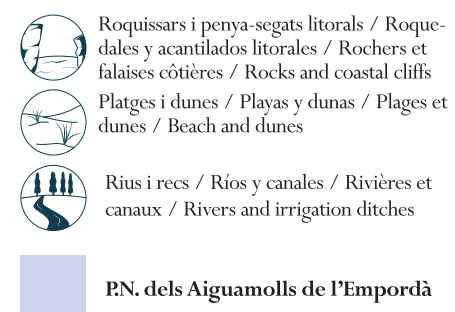 Roquissars i penya-segats litorals / Roque-
dales y acantilados litorales / Rochers et
falaises côtières / Rocks and coastal cliffs
Platges i dunes / Playas y dunas / Plages et
dunes / Beach and dunes
Rius i recs / Ríos y canales / Rivières et
canaux / Rivers and irrigation ditches
P.N. dels Aiguamolls de l’Empordà